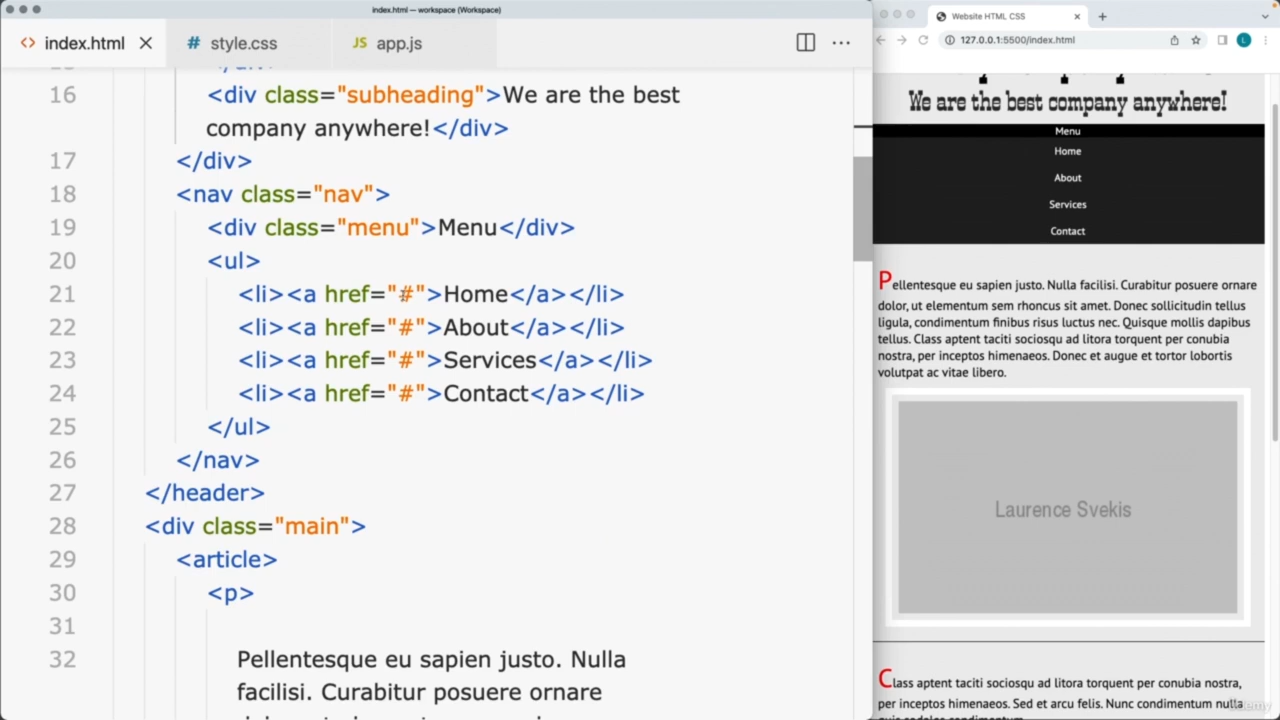 index.html — workspace (Workspace)
<> index.html
# style.css
JS app.js
16 <div class="subheading">We are the best
company anywhere!</div>
17 </div>
18 <nav class="nav">
19 <div class="menu">Menu</div>
20 <ul>
21 <li><a href="#">Home</a></li>
22 <li><a href="#">About</a></li>
23 <li><a href="#">Services</a></li>
24 <li><a href="#">Contact</a></li>
25 </ul>
26 </nav>
27 </header>
28 <div class="main">
29 <article>
30 <p>
31
32 Pellentesque eu sapien justo. Nulla
facilisi. Curabitur posuere ornare
Website HTML CSS
127.0.0.1:5500/index.html
L
We are the best company anywhere!
Menu
Home
About
Services
Contact
Pellentesque eu sapien justo. Nulla facilisi. Curabitur posuere ornare
dolor, ut elementum sem rhoncus sit amet. Donec sollicitudin tellus
ligula, condimentum finibus risus luctus nec. Quisque mollis dapibus
tellus. Class aptent taciti sociosqu ad litora torquent per conubia
nostra, per inceptos himenaeos. Donec et augue et tortor lobortis
volutpat ac vitae libero.
Laurence Svekis
Class aptent taciti sociosqu ad litora torquent per conubia nostra,
per inceptos himenaeos. Sed et arcu felis. Nunc condimentum nulla